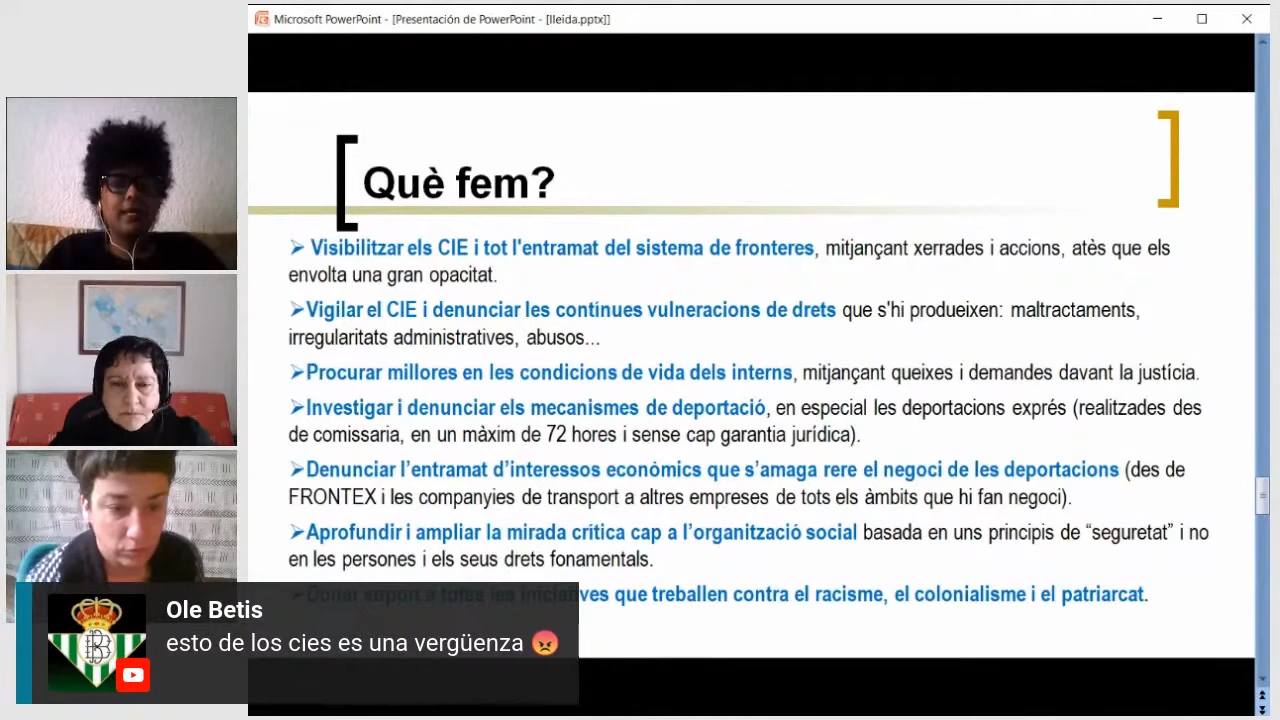 Microsoft PowerPoint - [Presentación de PowerPoint - [lleida.pptx]]
Què fem?
➢ Visibilitzar els CIE i tot l'entramat del sistema de fronteres, mitjançant xerrades i accions, atès que els
envolta una gran opacitat.
➢Vigilar el CIE i denunciar les contínues vulneracions de drets que s'hi produeixen: maltractaments,
irregularitats administratives, abusos...
➢Procurar millores en les condicions de vida dels interns, mitjançant queixes i demandes davant la justícia.
➢Investigar i denunciar els mecanismes de deportació, en especial les deportacions exprés (realitzades des
de comissaria, en un màxim de 72 hores i sense cap garantia jurídica).
➢Denunciar l’entramat d’interessos econòmics que s’amaga rere el negoci de les deportacions (des de
FRONTEX i les companyies de transport a altres empreses de tots els àmbits que hi fan negoci).
➢Aprofundir i ampliar la mirada crítica cap a l’organització social basada en uns principis de “seguretat” i no
en les persones i els seus drets fonamentals.
➢Donar suport a totes les iniciatives que treballen contra el racisme, el colonialisme i el patriarcat.
Ole Betis
esto de los cies es una vergüenza 😡